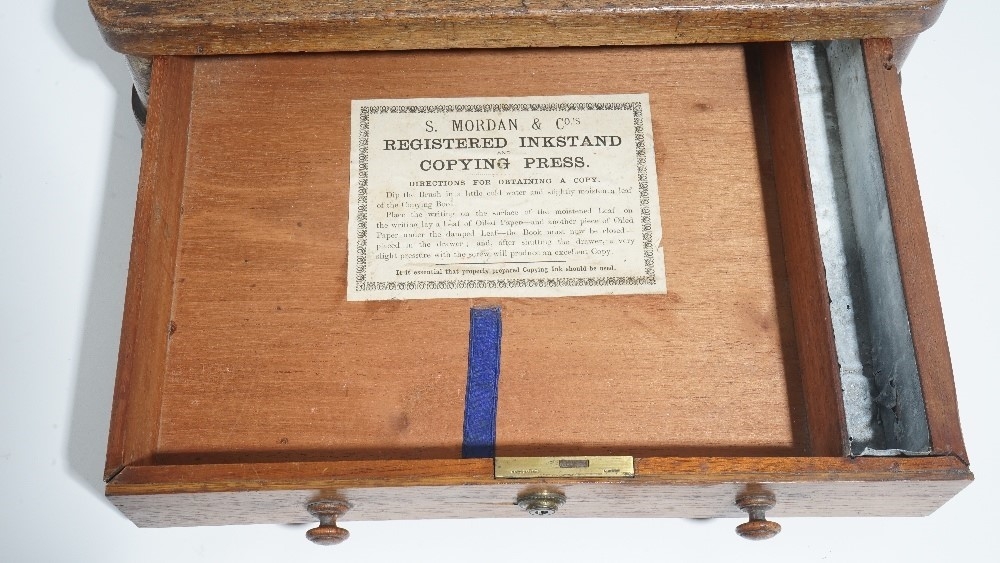 S. MORDAN & CO.'S
REGISTERED INKSTAND
AND
COPYING PRESS.
DIRECTIONS FOR OBTAINING A COPY.
Dip the Brush in a little cold water and slightly moisten a leaf
of the Copying Book.
Place the writing on the surface of the moistened Leaf on
the writing lay a Leaf of Oiled Paper—and another piece of Oiled
Paper under the damped Leaf—the Book must now be closed—
placed in the drawer; and, after shutting the drawer, a very
slight pressure with the screw, will produce an excellent Copy.
It is essential that properly prepared Copying Ink should be used.